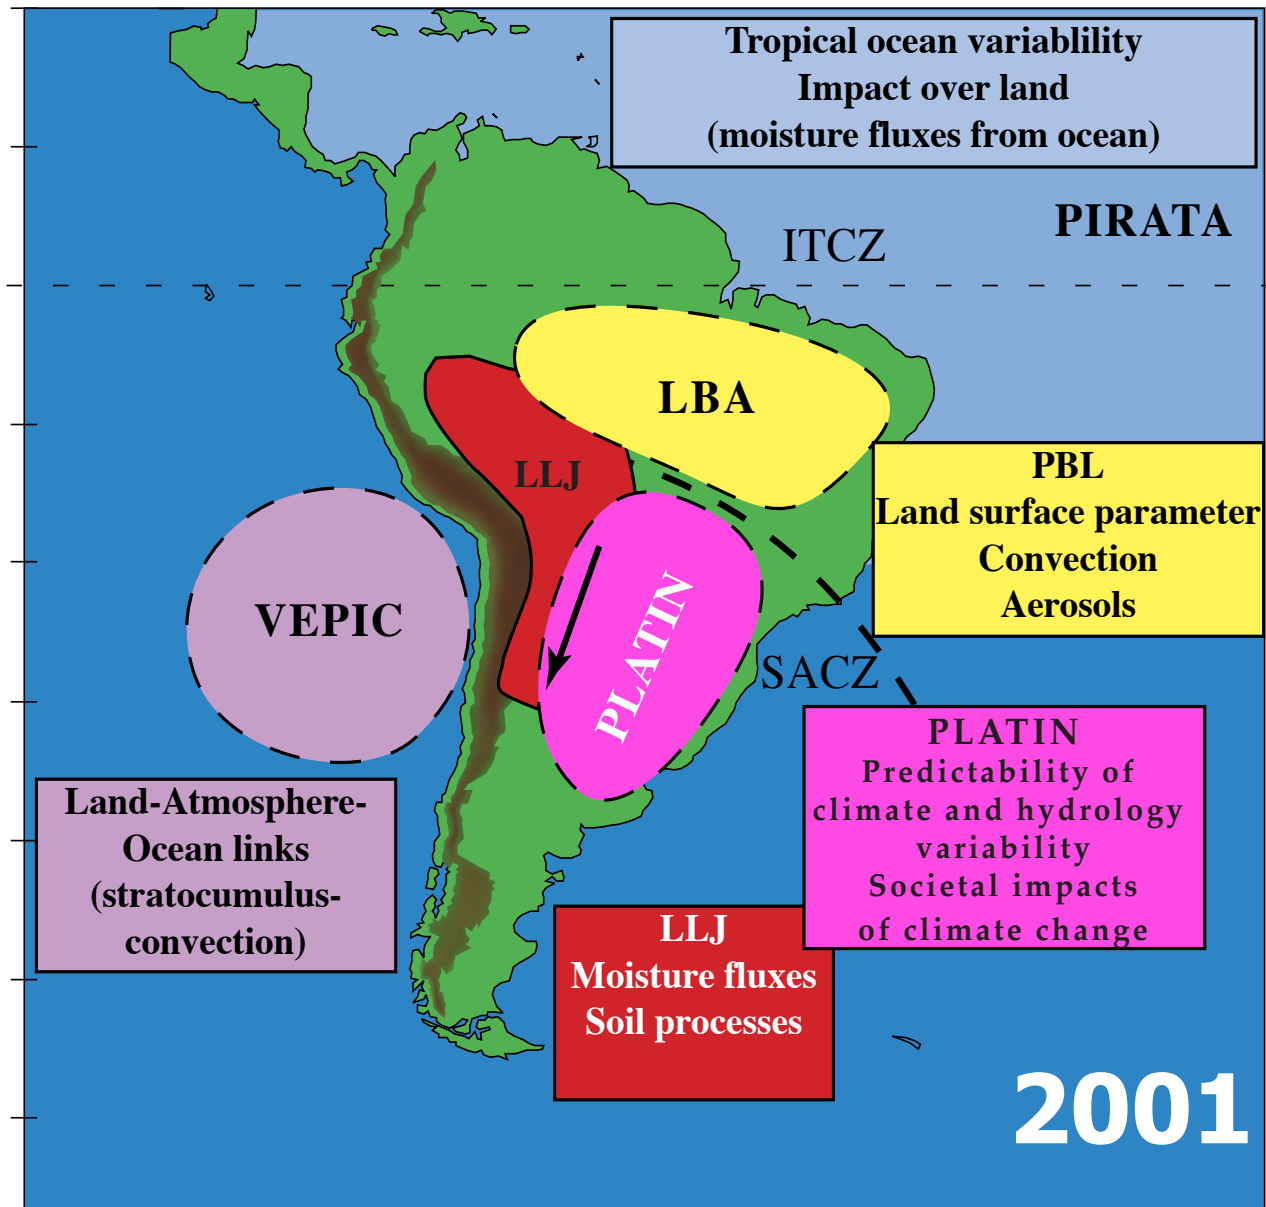 Tropical ocean variablility
Impact over land
(moisture fluxes from ocean)
PIRATA
ITCZ
LBA
LLJ
PBL
Land surface parameter
Convection
Aerosols
VEPIC
PLATIN
SACZ
PLATIN
Predictability of
climate and hydrology
variability
Societal impacts
of climate change
Land-Atmosphere-
Ocean links
(stratocumulus-
convection)
LLJ
Moisture fluxes
Soil processes
2001